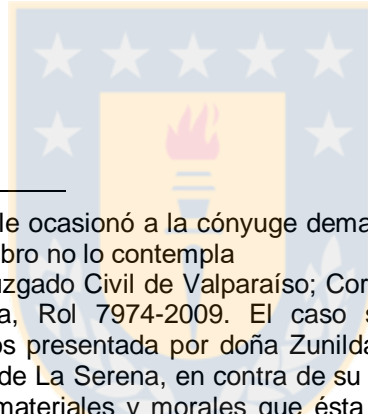 le ocasionó a la cónyuge dema
bro no lo contempla
uzgado Civil de Valparaíso; Cor
a, Rol 7974-2009. El caso s
os presentada por doña Zunilda
de La Serena, en contra de su
materiales y morales que ésta